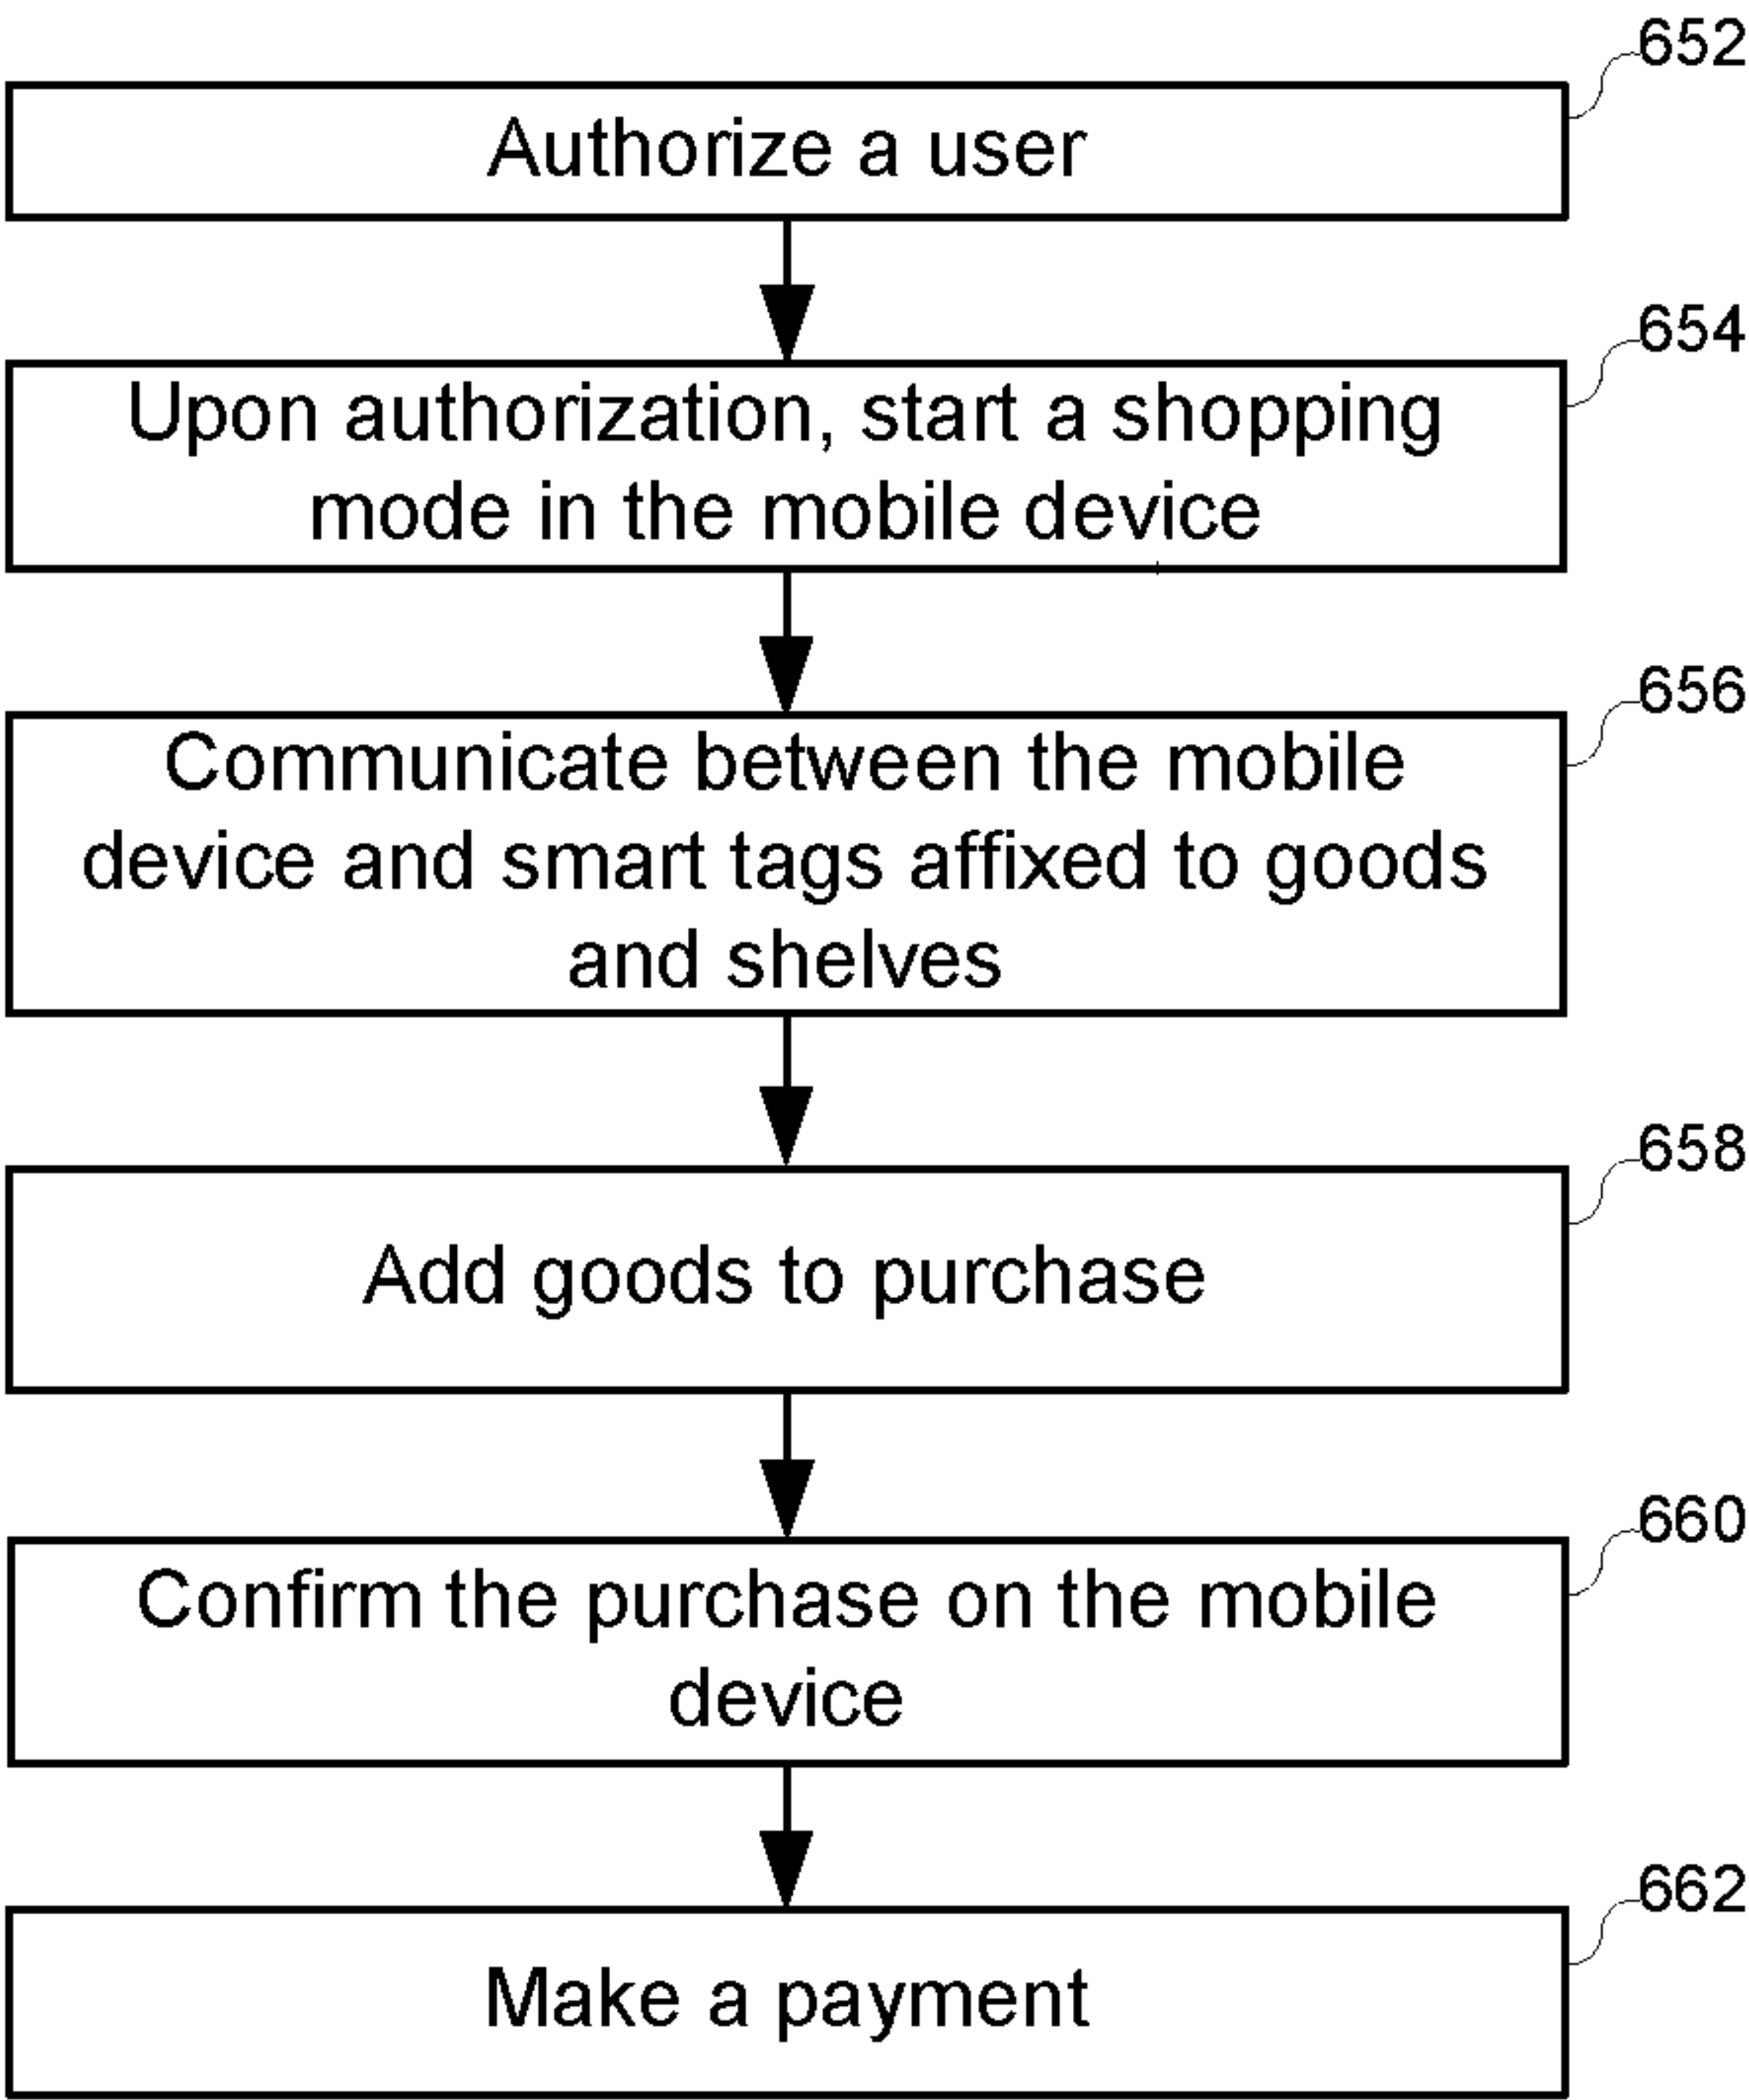 652
Authorize a user
654
Upon authorization, start a shopping
mode in the mobile device
656
Communicate between the mobile
device and smart tags affixed to goods
and shelves
658
Add goods to purchase
660
Confirm the purchase on the mobile
device
662
Make a payment